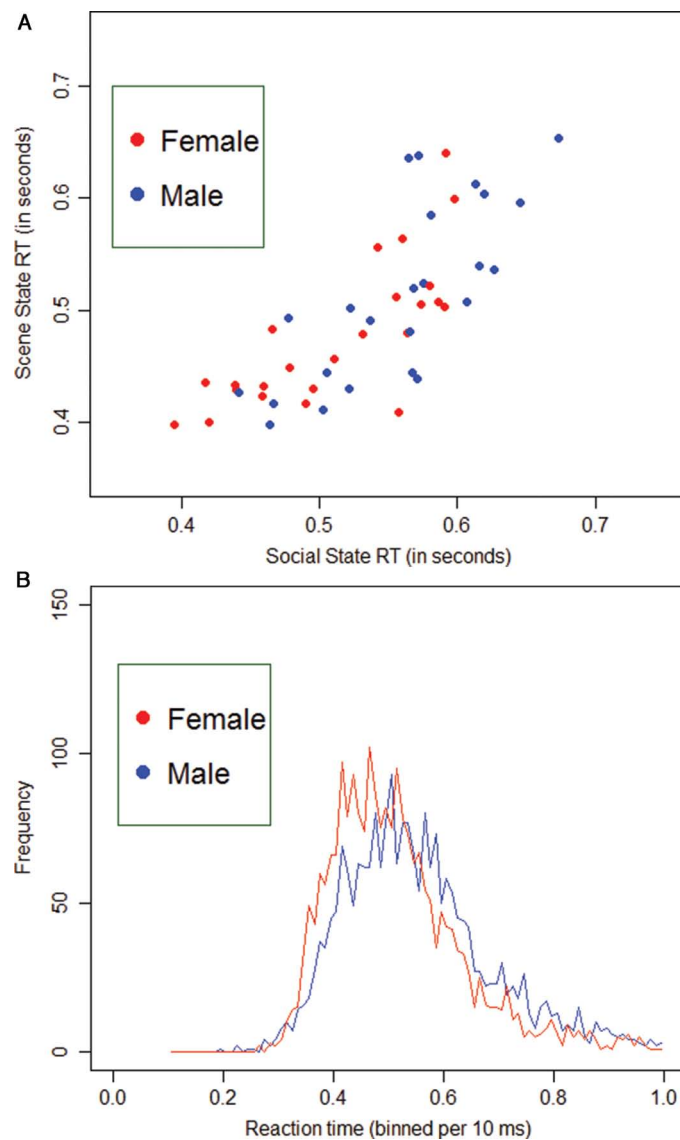 A
Scene State RT (in seconds)
0.7
0.6
0.5
0.4
Female
Male
0.4 0.5 0.6 0.7
Social State RT (in seconds)
B
Frequency
150
100
50
0
Female
Male
0.0 0.2 0.4 0.6 0.8 1.0
Reaction time (binned per 10 ms)